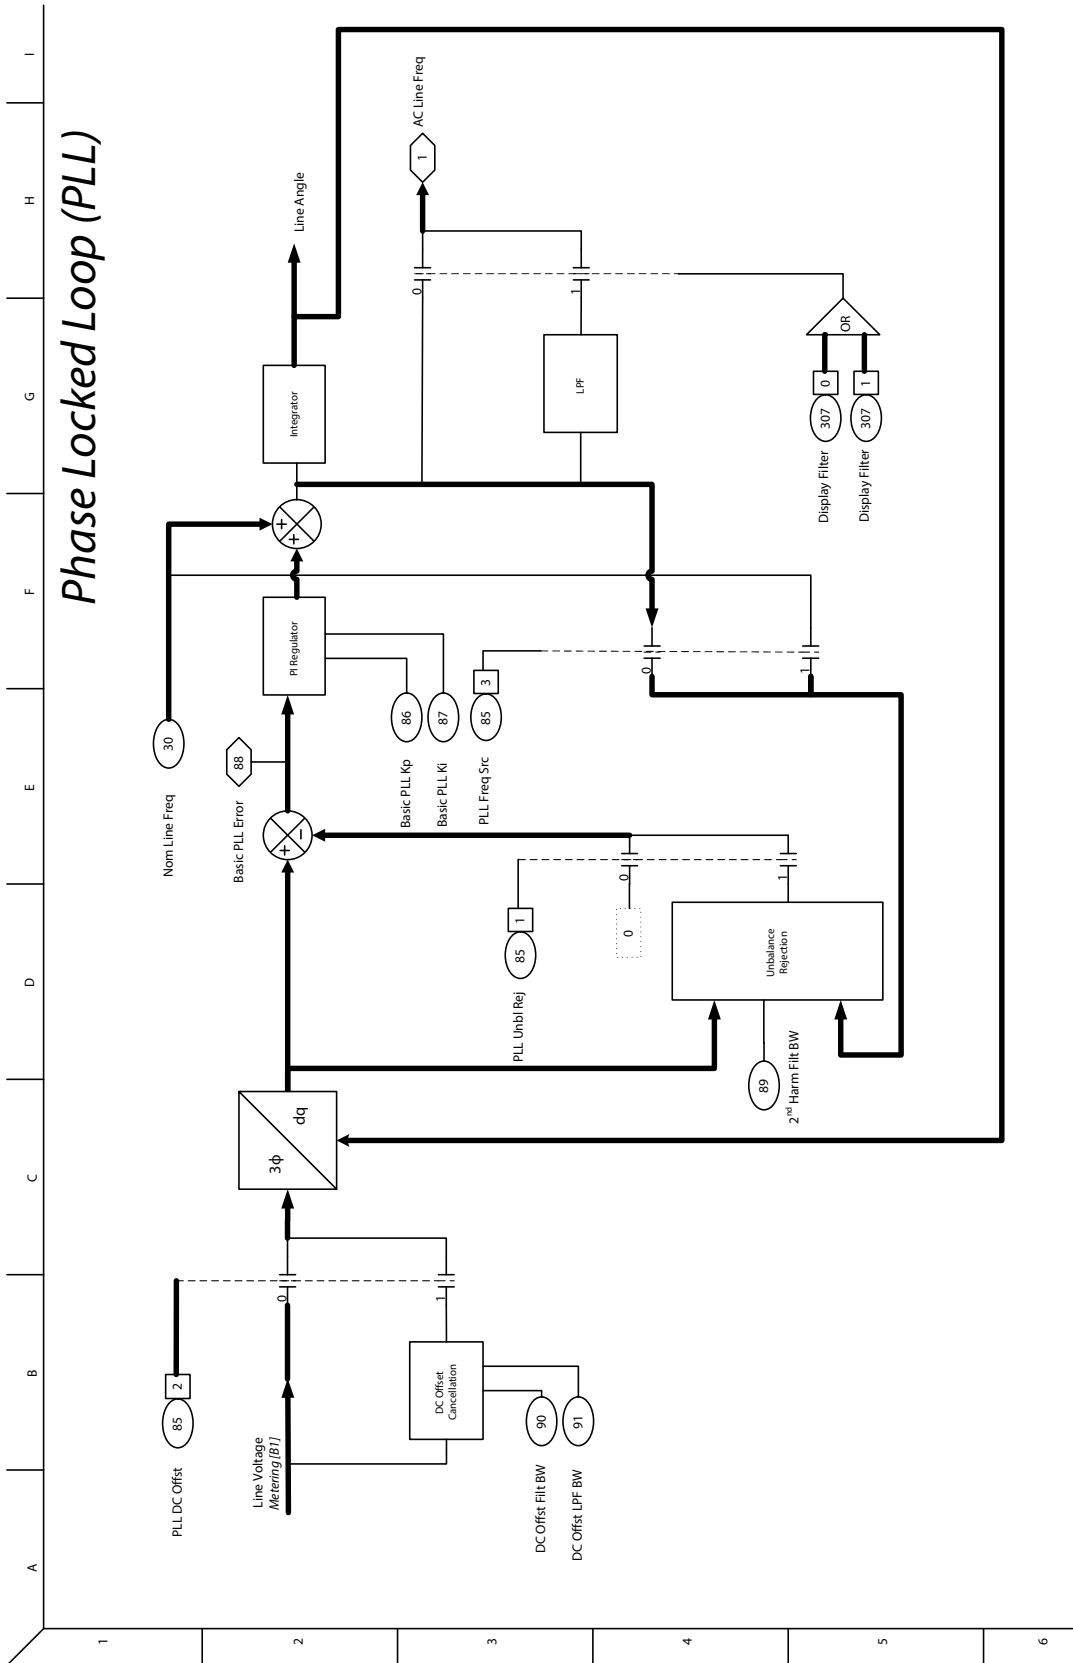 Phase Locked Loop (PLL)
A
B
C
D
E
F
G
H
I
1
2
3
4
5
6
PLL DC Offst
85
2
Line Voltage
Metering [B1]
0
1
DC Offset
Cancellation
90
91
DC Offst Filt BW
DC Offst LPF BW
3ϕ
dq
Nom Line Freq
30
Basic PLL Error
88
+
−
PI Regulator
86
87
Basic PLL Kp
Basic PLL Ki
PLL Freq Src
85
3
0
1
PLL Unbl Rej
85
1
0
0
1
Unbalance
Rejection
89
2nd Harm Filt BW
+
+
Integrator
Line Angle
AC Line Freq
1
0
1
LPF
OR
Display Filter
307
0
Display Filter
307
1